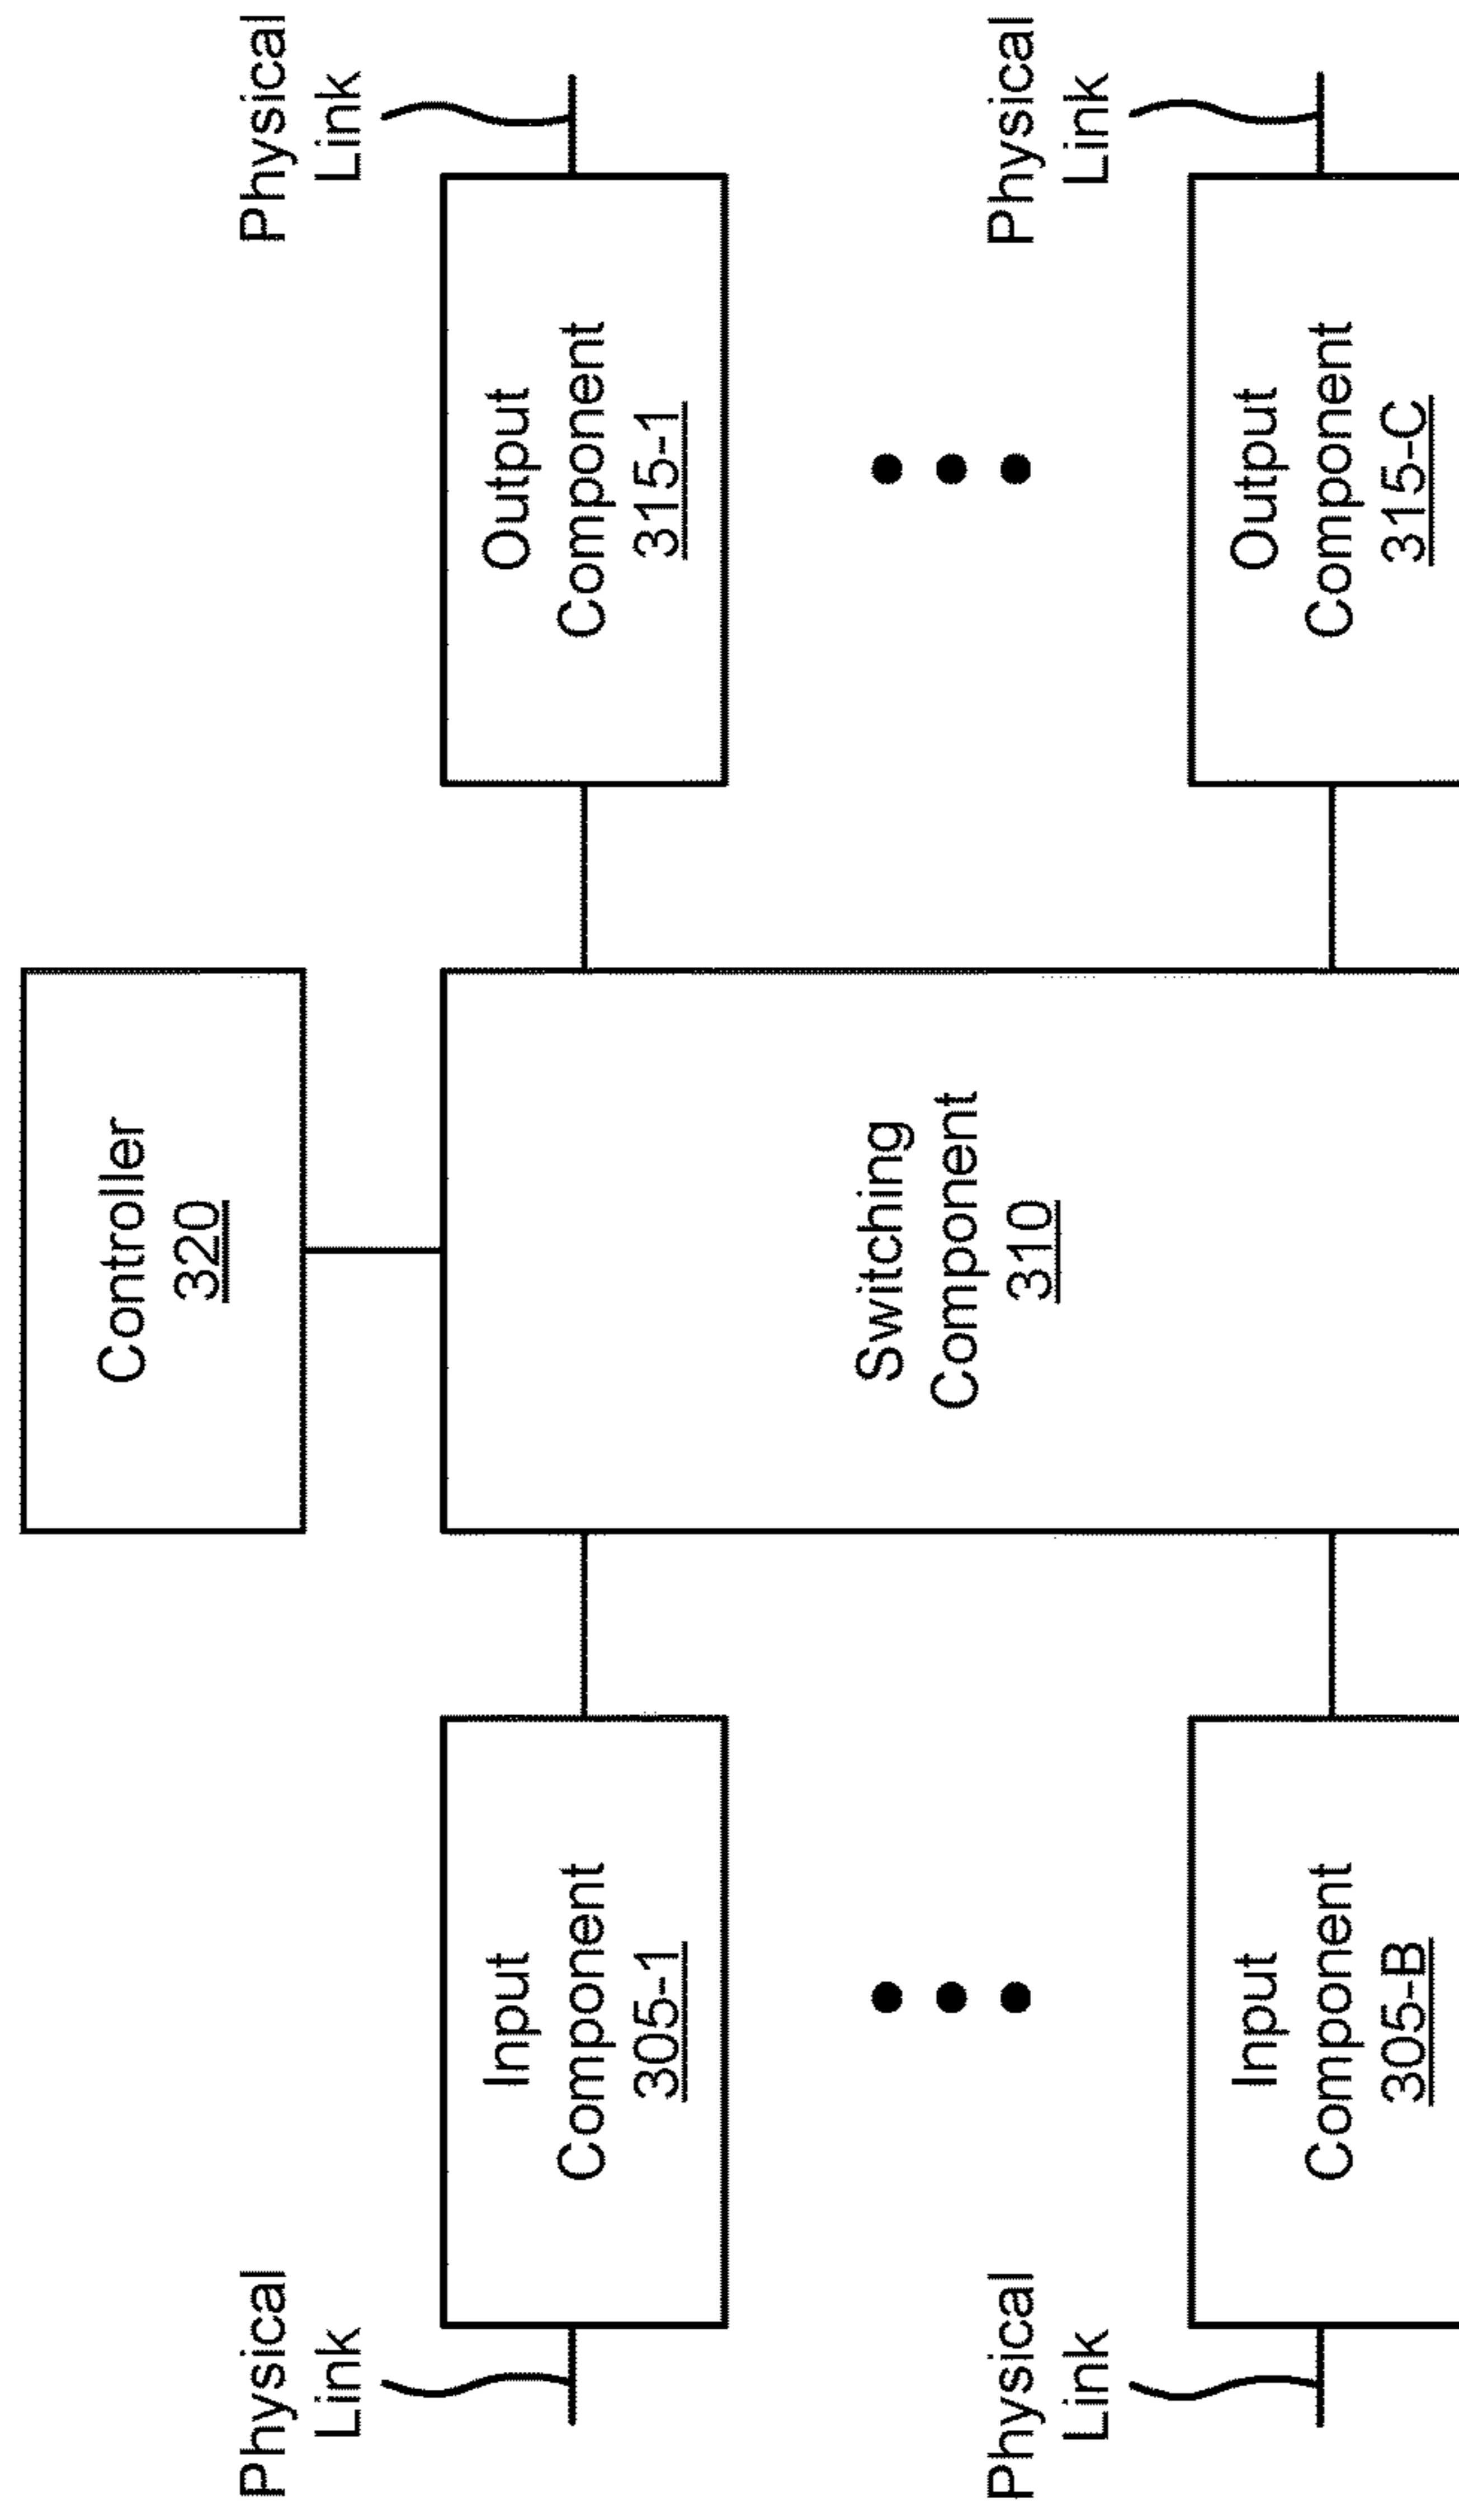 Controller
320
Physical
Link
Input
Component
305-1
Switching
Component
310
Physical
Link
Output
Component
315-1
Physical
Link
Input
Component
305-B
Physical
Link
Output
Component
315-C